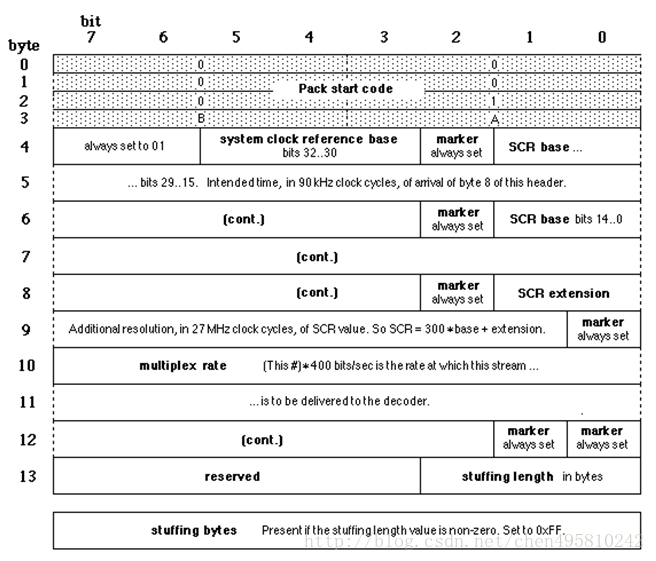 bit
7 6 5 4 3 2 1 0
byte
0 0 0
1 0 0
Pack start code
2 0 1
3 B A
4 always set to 01 system clock reference base bits 32..30 marker always set SCR base ...
5 ... bits 29..15. Intended time, in 90 kHz clock cycles, of arrival of byte 8 of this header.
6 (cont.) marker always set SCR base bits 14..0
7 (cont.)
8 (cont.) marker always set SCR extension
9 Additional resolution, in 27 MHz clock cycles, of SCR value. So SCR = 300*base + extension. marker always set
10 multiplex rate (This #)*400 bits/sec is the rate at which this stream ...
11 ... is to be delivered to the decoder.
12 (cont.) marker always set marker always set
13 reserved stuffing length in bytes
stuffing bytes Present if the stuffing length value is non-zero. Set to 0xFF.
http://blog.csdn.net/chen495810242